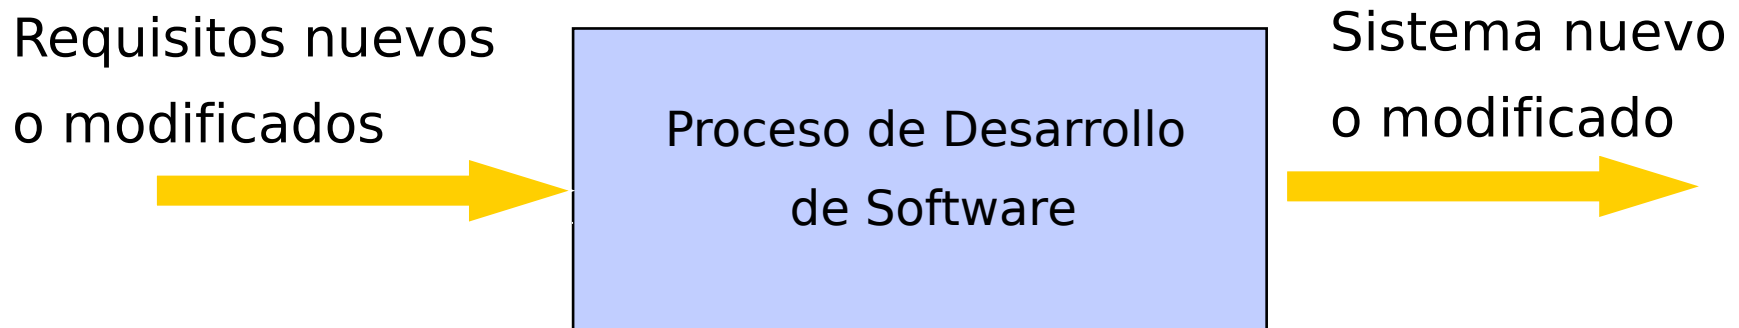 Requisitos nuevos
o modificados
Proceso de Desarrollo
de Software
Sistema nuevo
o modificado